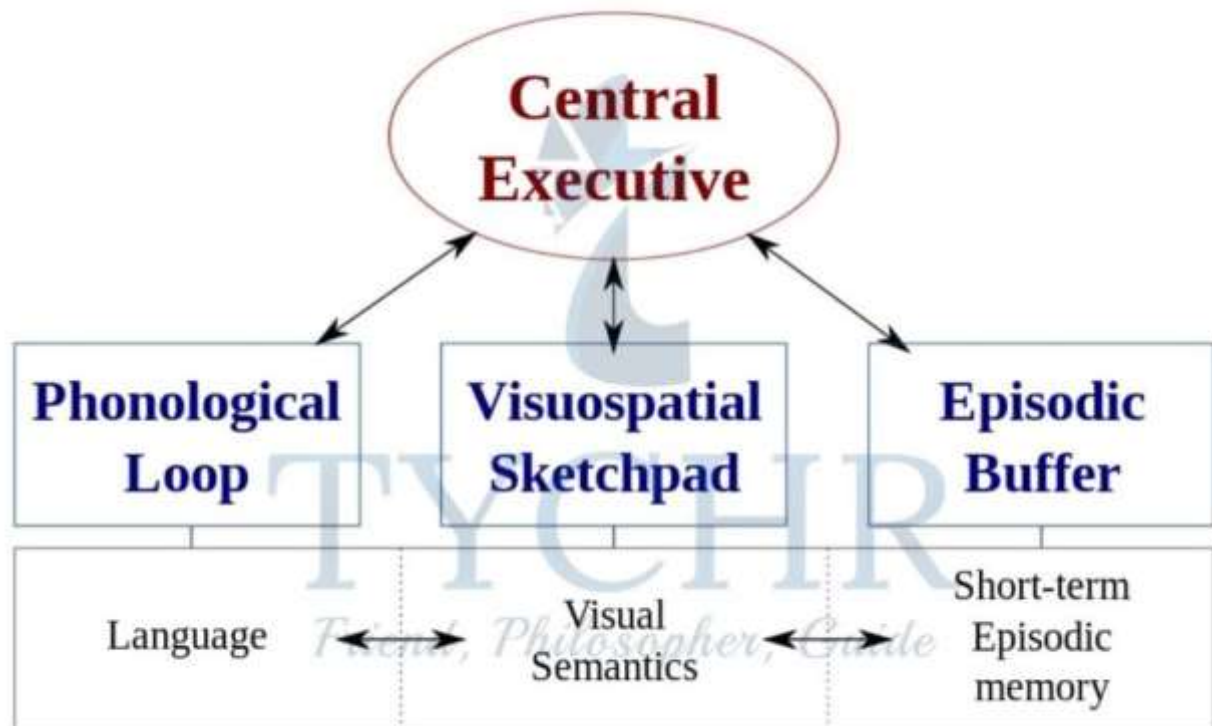 Central
Executive
Phonological
Loop
Visuospatial
Sketchpad
Episodic
Buffer
TYCHR
Language
Visual
Semantics
Short-term
Episodic
memory
Friend, Philosopher, Guide